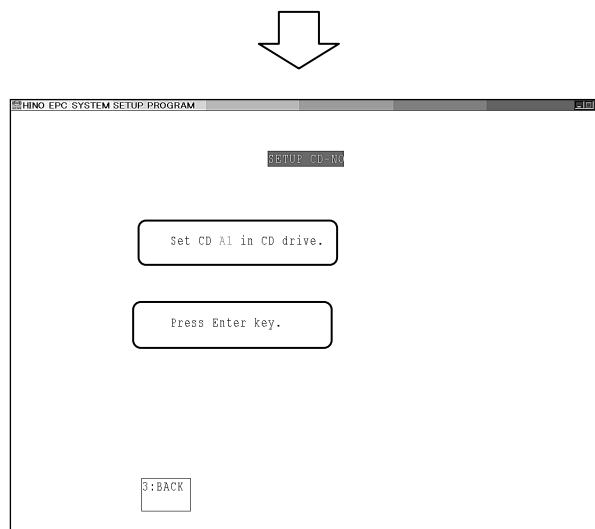 HINO EPC SYSTEM SETUP PROGRAM
SETUP CD-NO
Set CD A1 in CD drive.
Press Enter key.
3:BACK